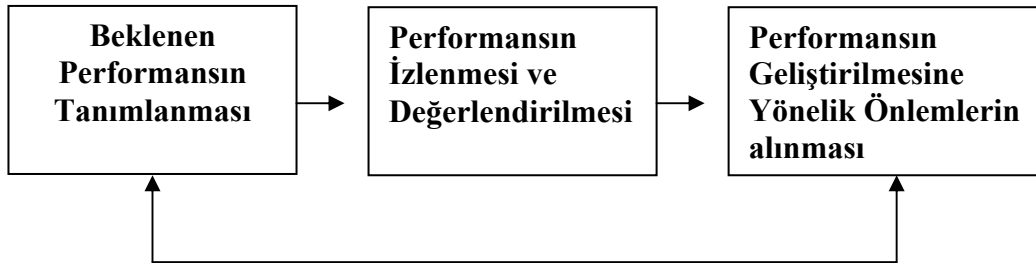 Beklenen
Performansın
Tanımlanması
Performansın
İzlenmesi ve
Değerlendirilmesi
Performansın
Geliştirilmesine
Yönelik Önlemlerin
alınması